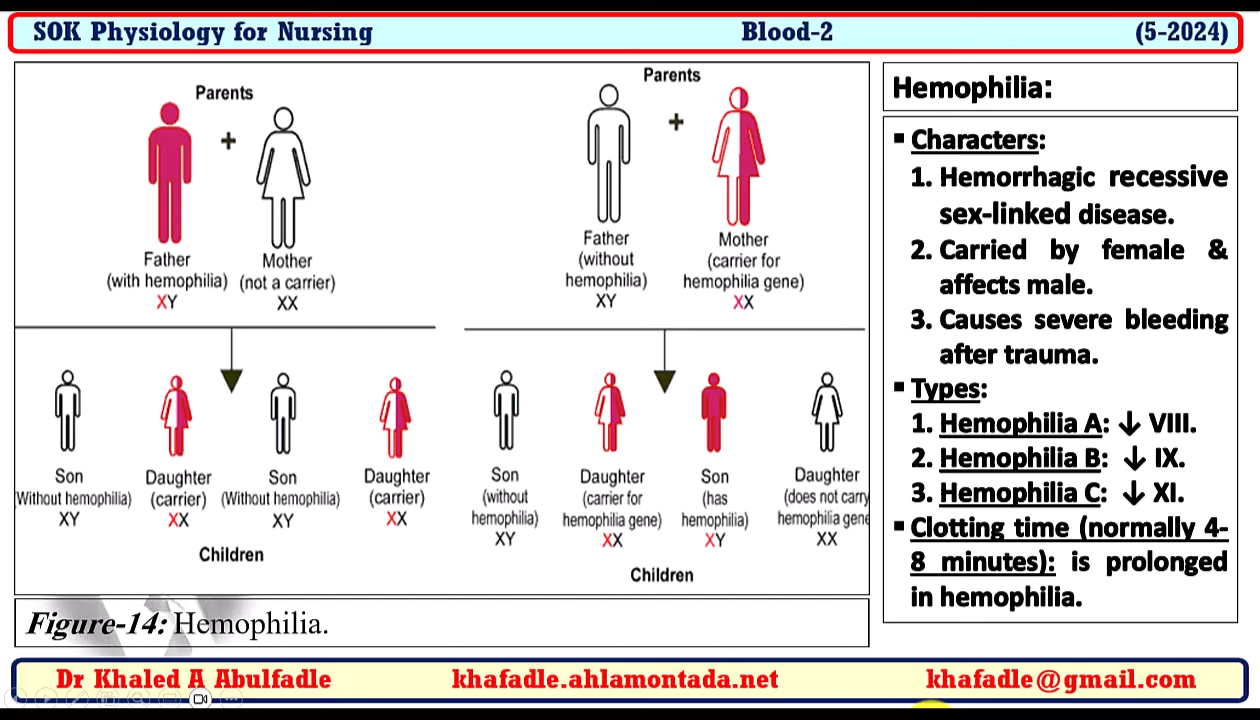 SOK Physiology for Nursing Blood-2 (5-2024)
Parents
+
Father
(with hemophilia)
XY
Mother
(not a carrier)
XX
Son
Without hemophilia)
XY
Daughter
(carrier)
XX
Son
(Without hemophilia)
XY
Daughter
(carrier)
XX
Children
Parents
+
Father
(without
hemophilia)
XY
Mother
(carrier for
hemophilia gene)
XX
Son
(without
hemophilia)
XY
Daughter
(carrier for
hemophilia gene)
XX
Son
(has
hemophilia)
XY
Daughter
(does not carry
hemophilia gene
XX
Children
Figure-14: Hemophilia.
Hemophilia:
▪ Characters:
1. Hemorrhagic recessive
sex-linked disease.
2. Carried by female &
affects male.
3. Causes severe bleeding
after trauma.
▪ Types:
1. Hemophilia A: ↓ VIII.
2. Hemophilia B: ↓ IX.
3. Hemophilia C: ↓ XI.
▪ Clotting time (normally 4-
8 minutes): is prolonged
in hemophilia.
Dr Khaled A Abulfadle khafadle.ahlamontada.net khafadle@gmail.com